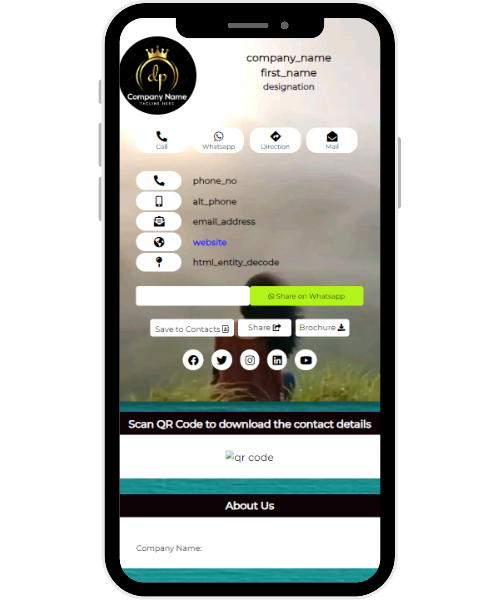 dp
Company Name
TAGLINE HERE
company_name
first_name
designation
Call
Whatsapp
Direction
Mail
phone_no
alt_phone
email_address
website
html_entity_decode
Share on Whatsapp
Save to Contacts
Share
Brochure
Scan QR Code to download the contact details
qr code
About Us
Company Name: